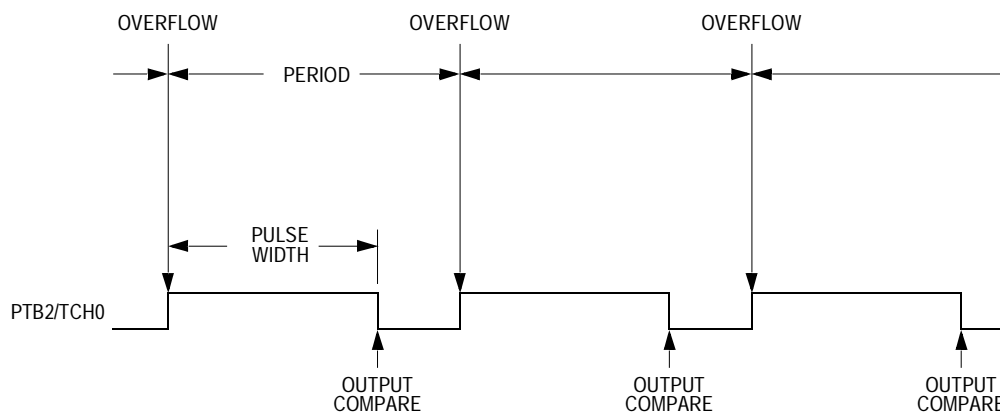 OVERFLOW
OVERFLOW
OVERFLOW
PERIOD
PULSE
WIDTH
PTB2/TCH0
OUTPUT
COMPARE
OUTPUT
COMPARE
OUTPUT
COMPARE